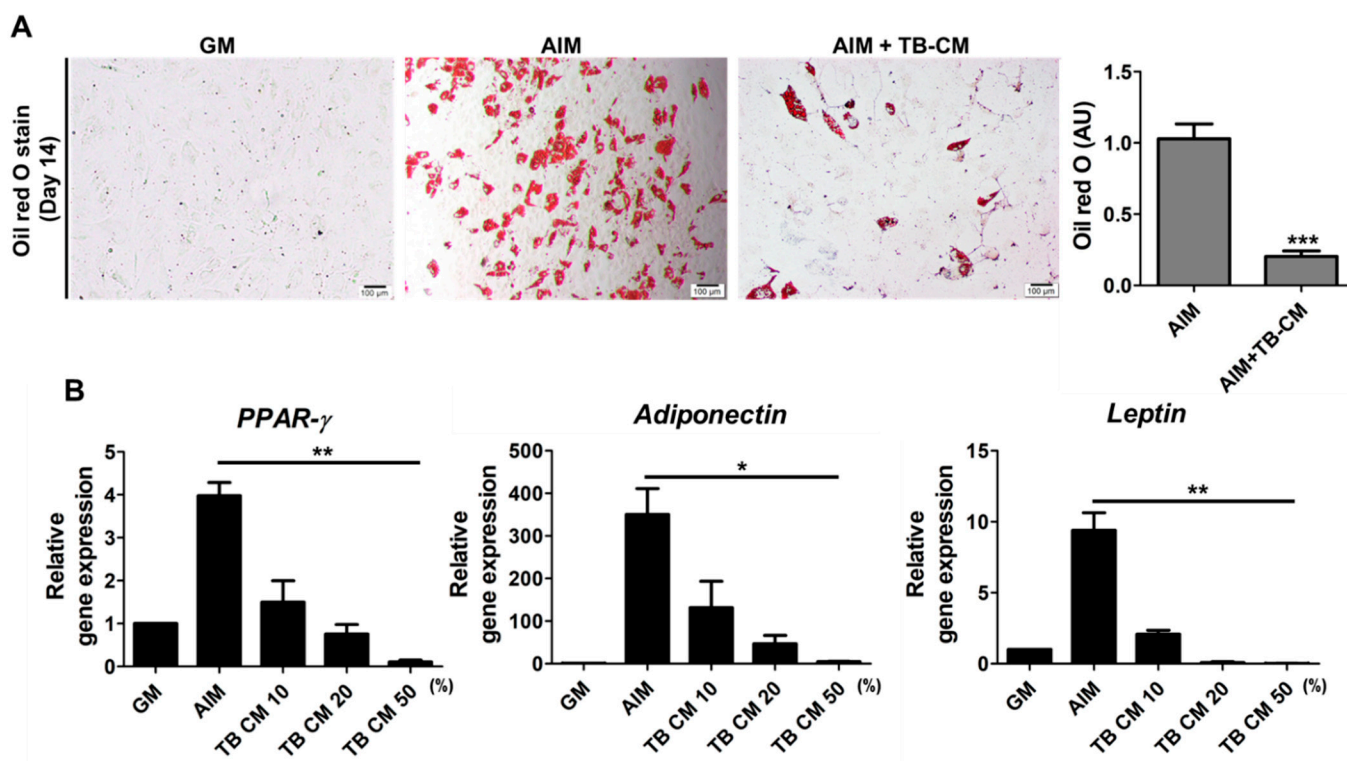 A
GM
AIM
AIM + TB-CM
Oil red O stain
(Day 14)
100 µm
100 µm
100 µm
Oil red O (AU)
1.5
1.0
0.5
0.0
***
AIM
AIM+TB-CM
B
PPAR-γ
Relative
gene expression
5
4
3
2
1
0
**
GM
AIM
TB CM 10
TB CM 20
TB CM 50
(%)
Adiponectin
Relative
gene expression
500
400
300
200
100
0
*
GM
AIM
TB CM 10
TB CM 20
TB CM 50
(%)
Leptin
Relative
gene expression
15
10
5
0
**
GM
AIM
TB CM 10
TB CM 20
TB CM 50
(%)